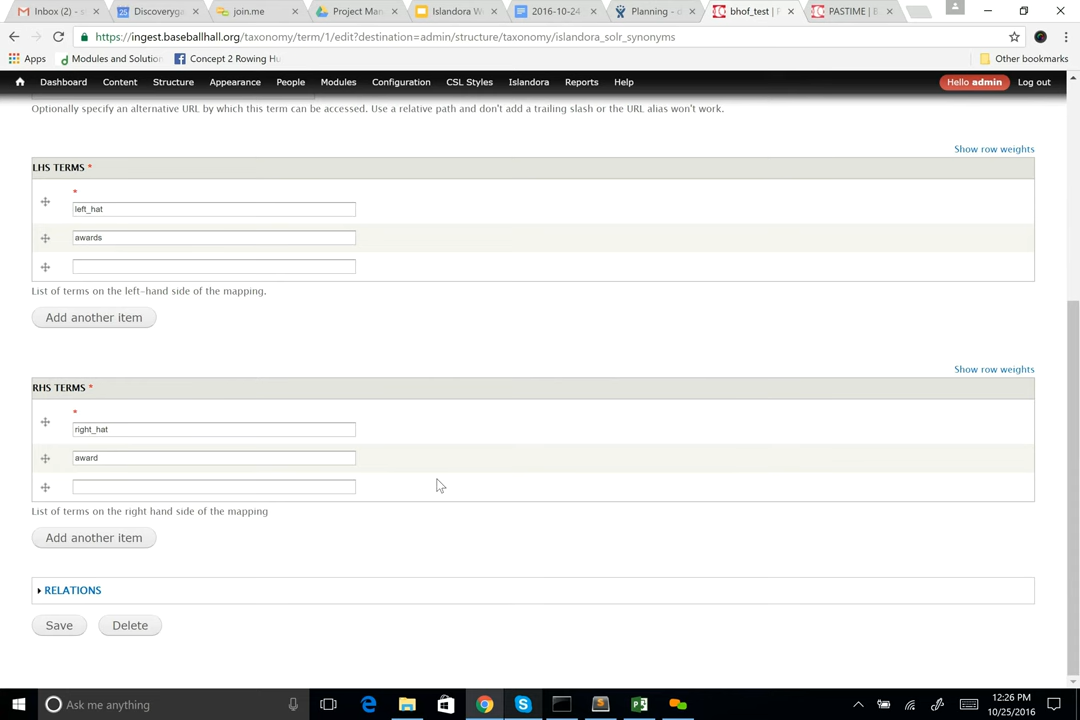 Inbox (2) - s
Discoveryga
join.me
Project Man
Islandora W
2016-10-24
Planning - d
bhof_test | P
PASTIME | B
https://ingest.baseballhall.org/taxonomy/term/1/edit?destination=admin/structure/taxonomy/islandora_solr_synonyms
Apps
Modules and Solution
Concept 2 Rowing Hu
Other bookmarks
Dashboard Content Structure Appearance People Modules Configuration CSL Styles Islandora Reports Help
Hello admin Log out
Optionally specify an alternative URL by which this term can be accessed. Use a relative path and don't add a trailing slash or the URL alias won't work.
Show row weights
LHS TERMS *
*
left_hat
awards
List of terms on the left-hand side of the mapping.
Add another item
Show row weights
RHS TERMS *
*
right_hat
award
List of terms on the right hand side of the mapping
Add another item
RELATIONS
Save Delete
Ask me anything
12:26 PM
10/25/2016